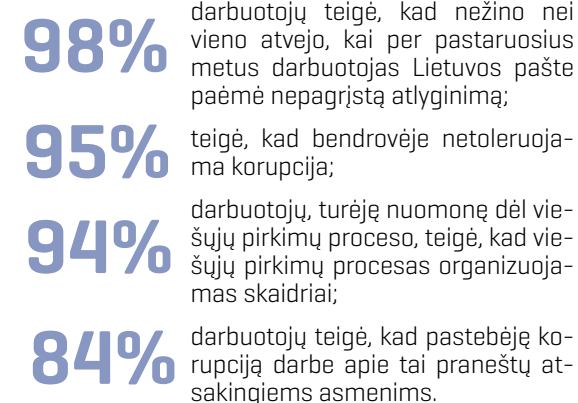 98%
darbuotojų teigė, kad nežino nei
vieno atvejo, kai per pastaruosius
metus darbuotojas Lietuvos pašte
paėmė nepagrįstą atlyginimą;
95%
teigė, kad bendrovėje netoleruoja-
ma korupcija;
94%
darbuotojų, turėję nuomonę dėl vie-
šųjų pirkimų proceso, teigė, kad vie-
šųjų pirkimų procesas organizuoja-
mas skaidriai;
84%
darbuotojų teigė, kad pastebėję ko-
rupciją darbe apie tai praneštų at-
sakingiems asmenims.